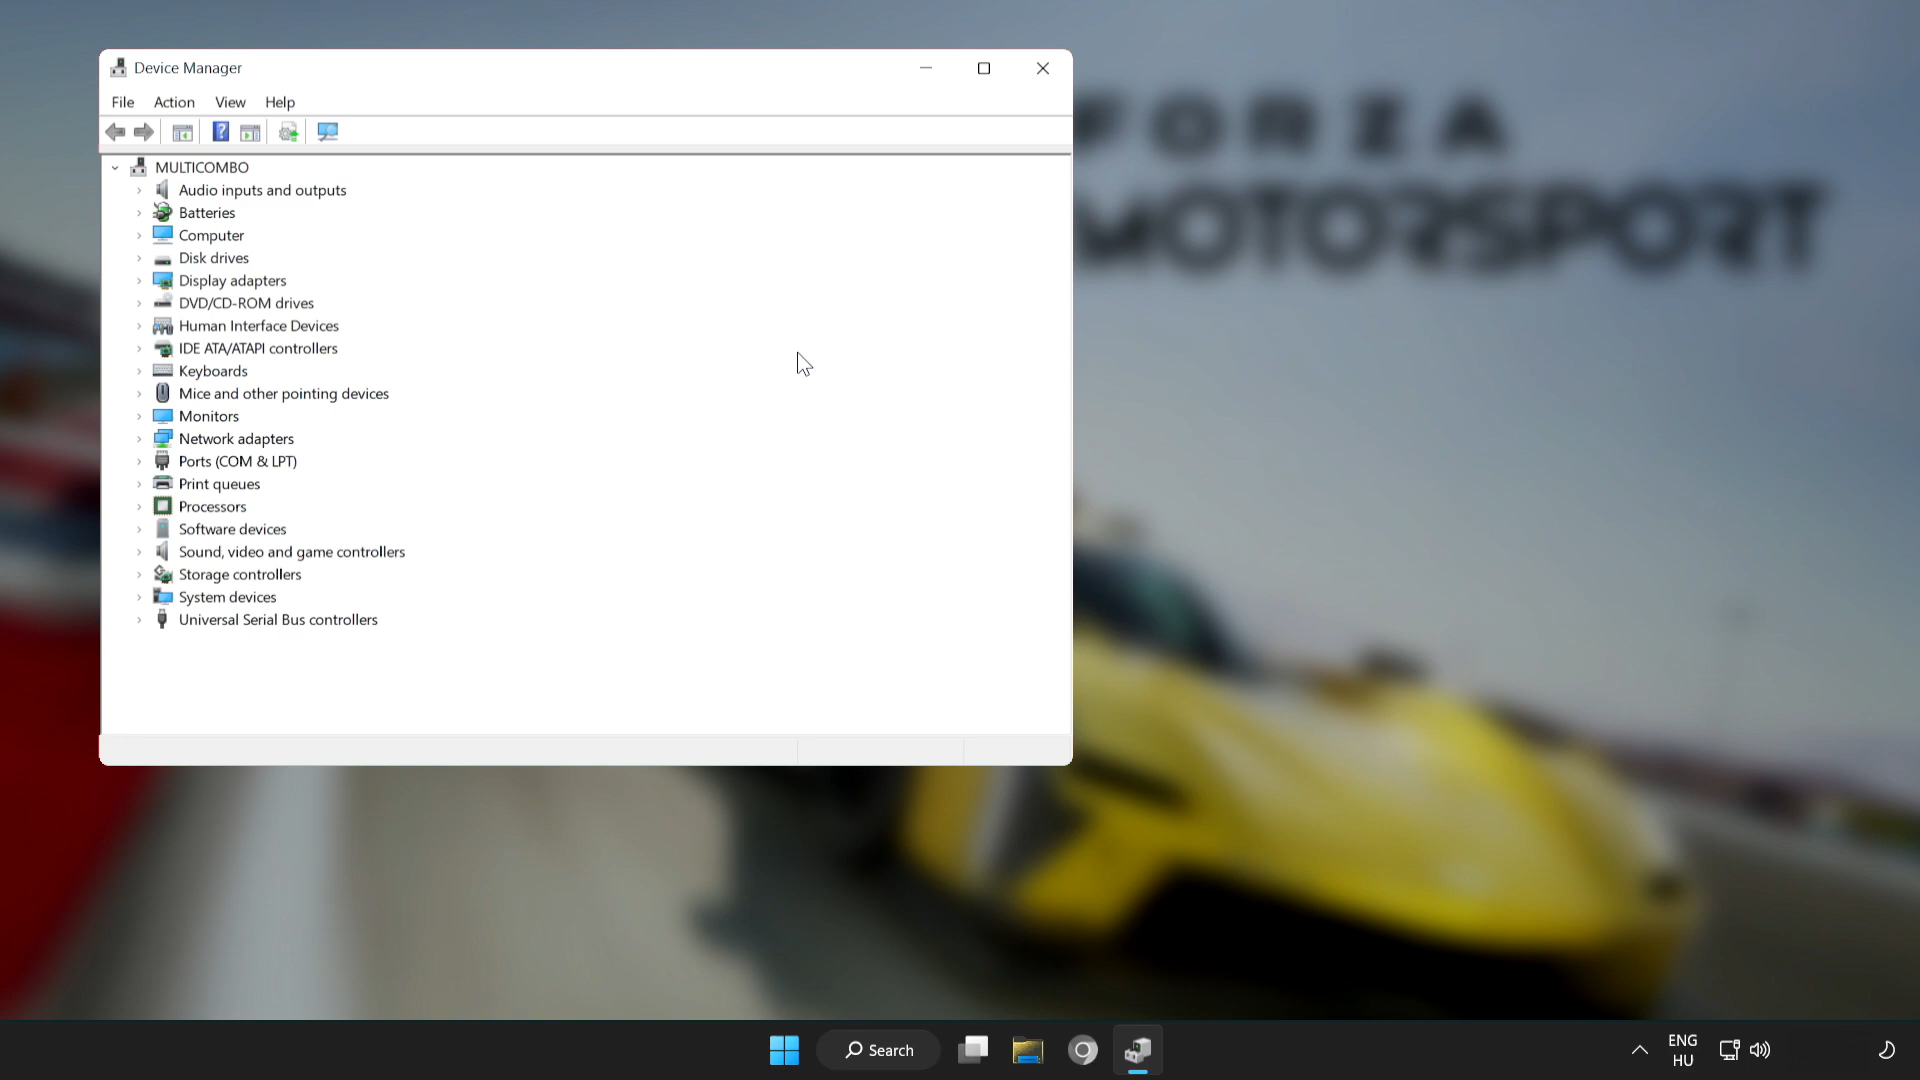 Device Manager
File Action View Help
MULTICOMBO
Audio inputs and outputs
Batteries
Computer
Disk drives
Display adapters
DVD/CD-ROM drives
Human Interface Devices
IDE ATA/ATAPI controllers
Keyboards
Mice and other pointing devices
Monitors
Network adapters
Ports (COM & LPT)
Print queues
Processors
Software devices
Sound, video and game controllers
Storage controllers
System devices
Universal Serial Bus controllers
FORZA
MOTORSPORT
Search
ENG
HU